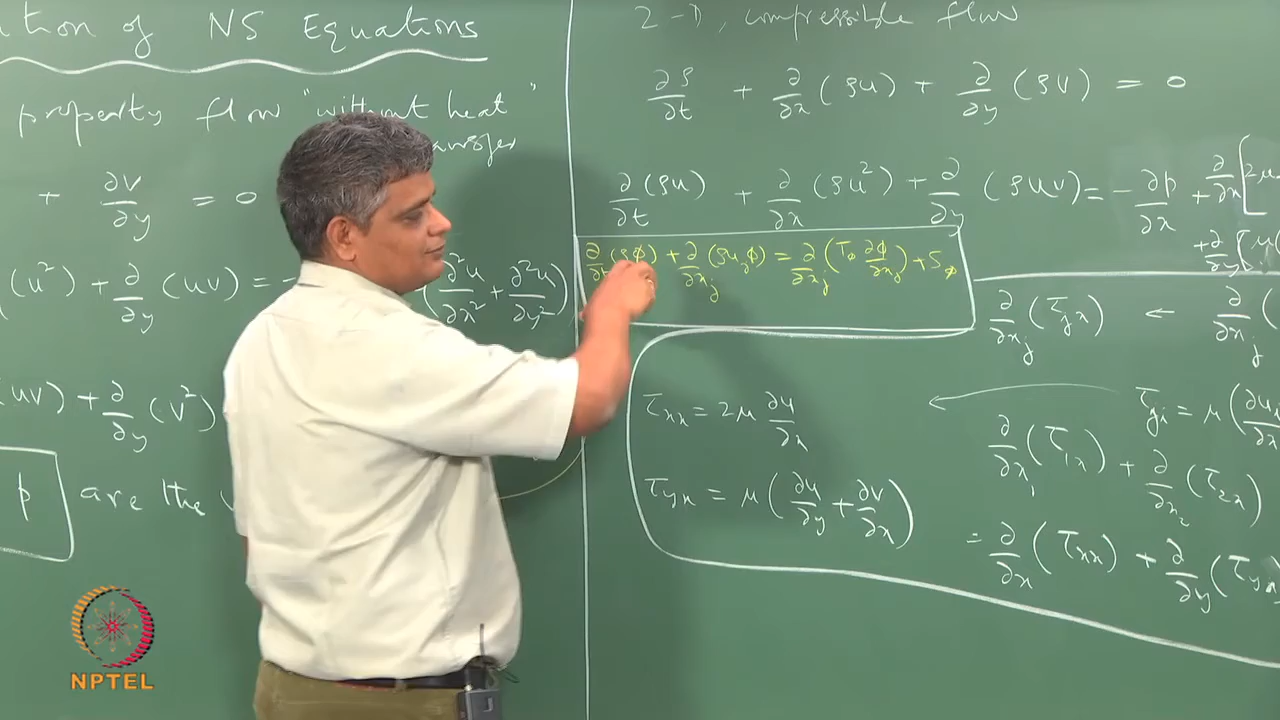 ation of NS Equations
property flow "without heat"
ansfer
+ ∂v/∂y = 0
(u²) + ∂/∂y (uv) = (∂²u/∂x² + ∂²u/∂y²)
(uv) + ∂/∂y (v²)
p are the
2-D, compressible flow
∂ρ/∂t + ∂/∂x (ρu) + ∂/∂y (ρv) = 0
∂/∂t (ρu) + ∂/∂x (ρu²) + ∂/∂y (ρuv) = -∂p/∂x + ∂/∂x [2μ
+ ∂/∂y [μ(
∂/∂t (ρφ) + ∂/∂xj (ρujφ) = ∂/∂xj (Γφ ∂φ/∂xj) + Sφ
∂/∂xj (τjx) ← ∂/∂xj (
τxx = 2μ ∂u/∂x
τyx = μ (∂u/∂y + ∂v/∂x)
τji = μ (∂ui/∂x
∂/∂x1 (τ1x) + ∂/∂x2 (τ2x)
= ∂/∂x (τxx) + ∂/∂y (τyx)
NPTEL